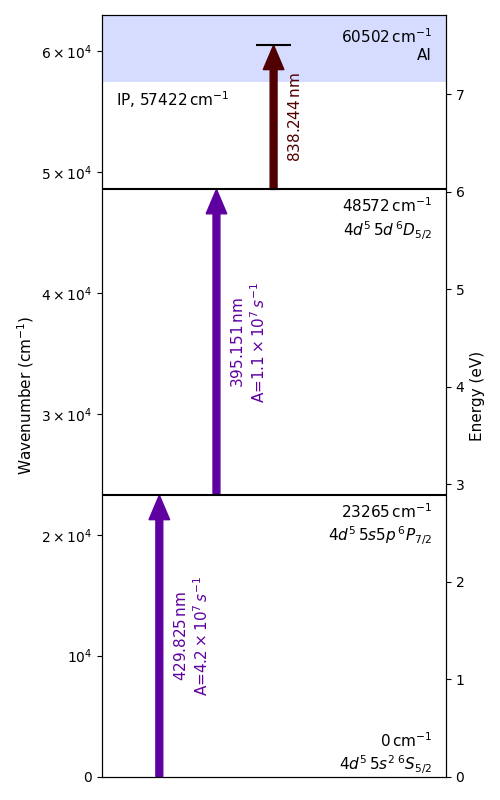 60502 cm⁻¹
AI
IP, 57422 cm⁻¹
838.244 nm
48572 cm⁻¹
4d⁵ 5d ⁶D₅/₂
395.151 nm
A=1.1 × 10⁷ s⁻¹
23265 cm⁻¹
4d⁵ 5s5p ⁶P₇/₂
429.825 nm
A=4.2 × 10⁷ s⁻¹
0 cm⁻¹
4d⁵ 5s² ⁶S₅/₂
Wavenumber (cm⁻¹)
6 × 10⁴
5 × 10⁴
4 × 10⁴
3 × 10⁴
2 × 10⁴
10⁴
0
Energy (eV)
7
6
5
4
3
2
1
0